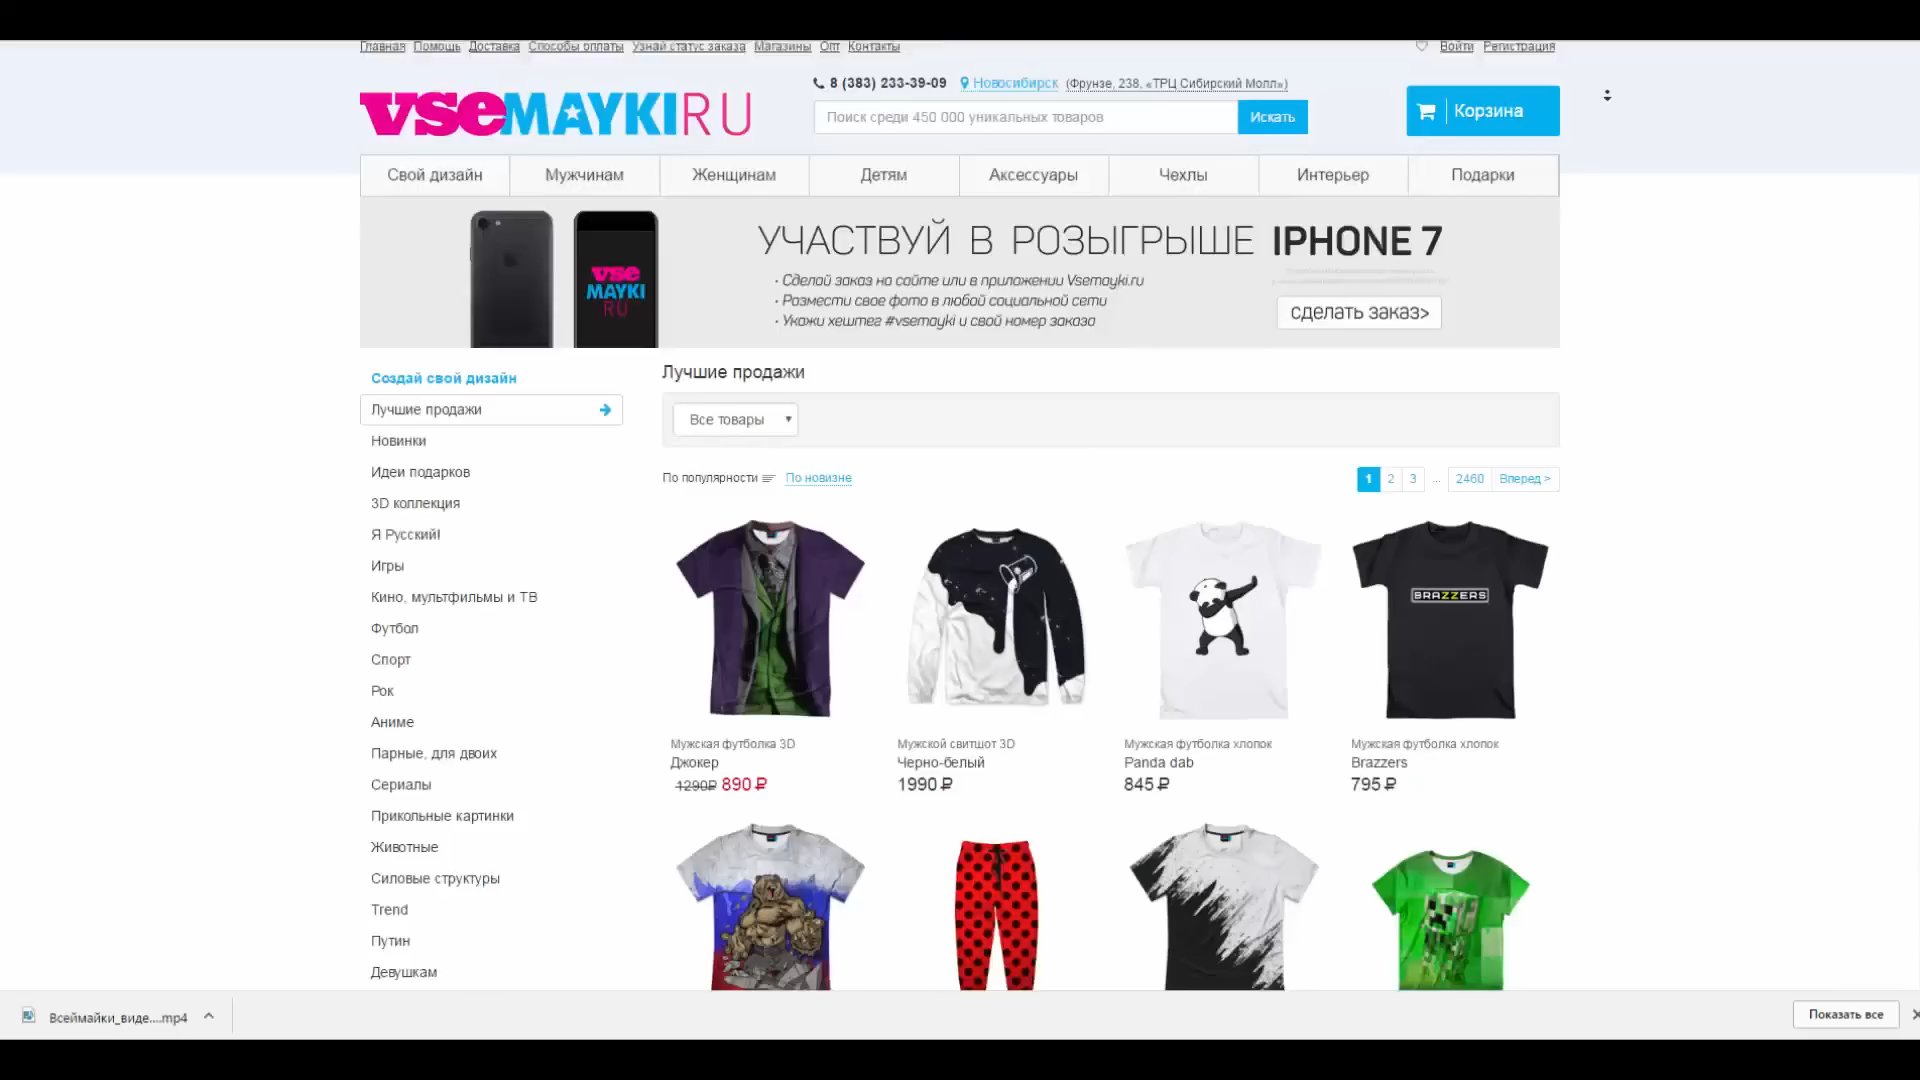 Главная Помощь Доставка Способы оплаты Узнай статус заказа Магазины Опт Контакты
Войти Регистрация
8 (383) 233-39-09 Новосибирск (Фрунзе, 238, «ТРЦ Сибирский Молл»)
vseMAYKIRU
Поиск среди 450 000 уникальных товаров
Искать
Корзина
Свой дизайн Мужчинам Женщинам Детям Аксессуары Чехлы Интерьер Подарки
vse
MAYKI
RU
УЧАСТВУЙ В РОЗЫГРЫШЕ IPHONE 7
· Сделай заказ на сайте или в приложении Vsemayki.ru
· Размести свое фото в любой социальной сети
· Укажи хештег #vsemayki и свой номер заказа
сделать заказ>
Создай свой дизайн
Лучшие продажи
Новинки
Идеи подарков
3D коллекция
Я Русский!
Игры
Кино, мультфильмы и ТВ
Футбол
Спорт
Рок
Аниме
Парные, для двоих
Сериалы
Прикольные картинки
Животные
Силовые структуры
Trend
Путин
Девушкам
Лучшие продажи
Все товары
По популярности По новизне
1 2 3 ... 2460 Вперед >
BRAZZERS
Мужская футболка 3D
Джокер
1290₽ 890 ₽
Мужской свитшот 3D
Черно-белый
1990 ₽
Мужская футболка хлопок
Panda dab
845 ₽
Мужская футболка хлопок
Brazzers
795 ₽
Всеймайки_виде....mp4
Показать все